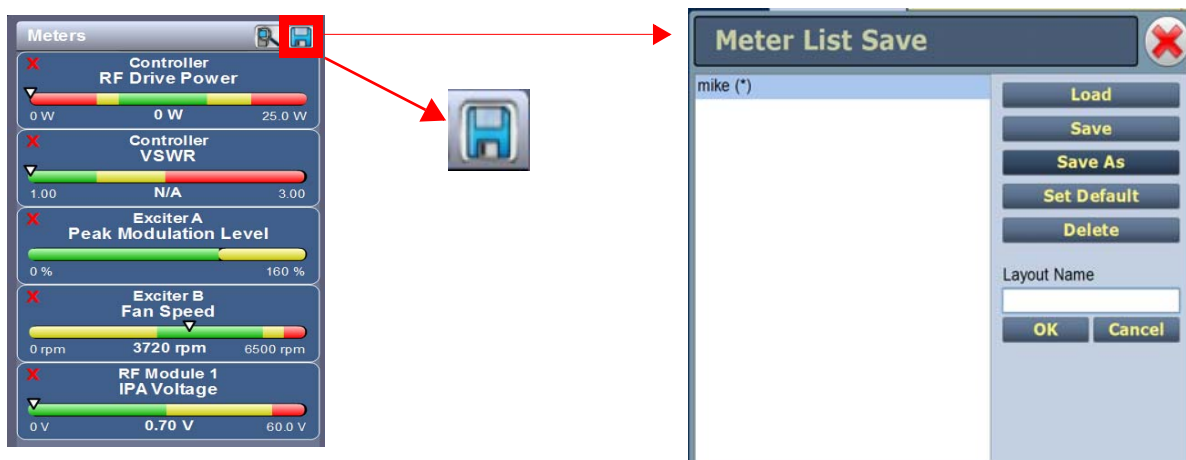 Meters
X
Controller
RF Drive Power
0 W 0 W 25.0 W
X
Controller
VSWR
1.00 N/A 3.00
X
Exciter A
Peak Modulation Level
0 % 160 %
X
Exciter B
Fan Speed
0 rpm 3720 rpm 6500 rpm
X
RF Module 1
IPA Voltage
0 V 0.70 V 60.0 V
Meter List Save
mike (*)
Load
Save
Save As
Set Default
Delete
Layout Name
OK Cancel